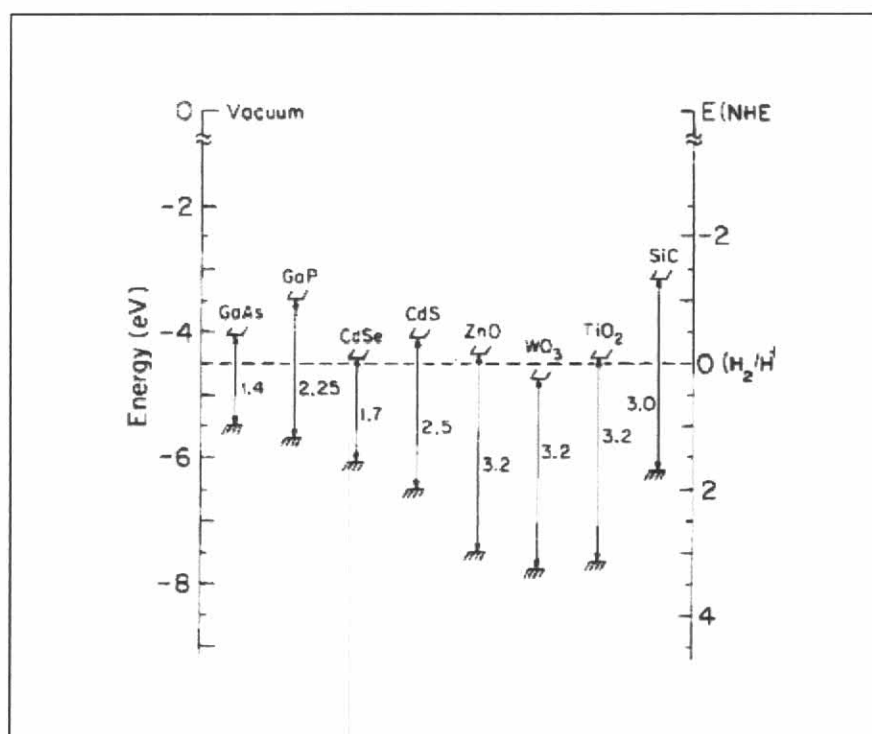 0 Vacuum E (NHE
-2
-2
SiC
GaP
GaAs CdS
-4 CdSe ZnO WO3 TiO2
0 (H2/H+
1.4 2.25 1.7 2.5 3.2 3.2 3.2 3.0
-6
2
-8
4
Energy (eV)